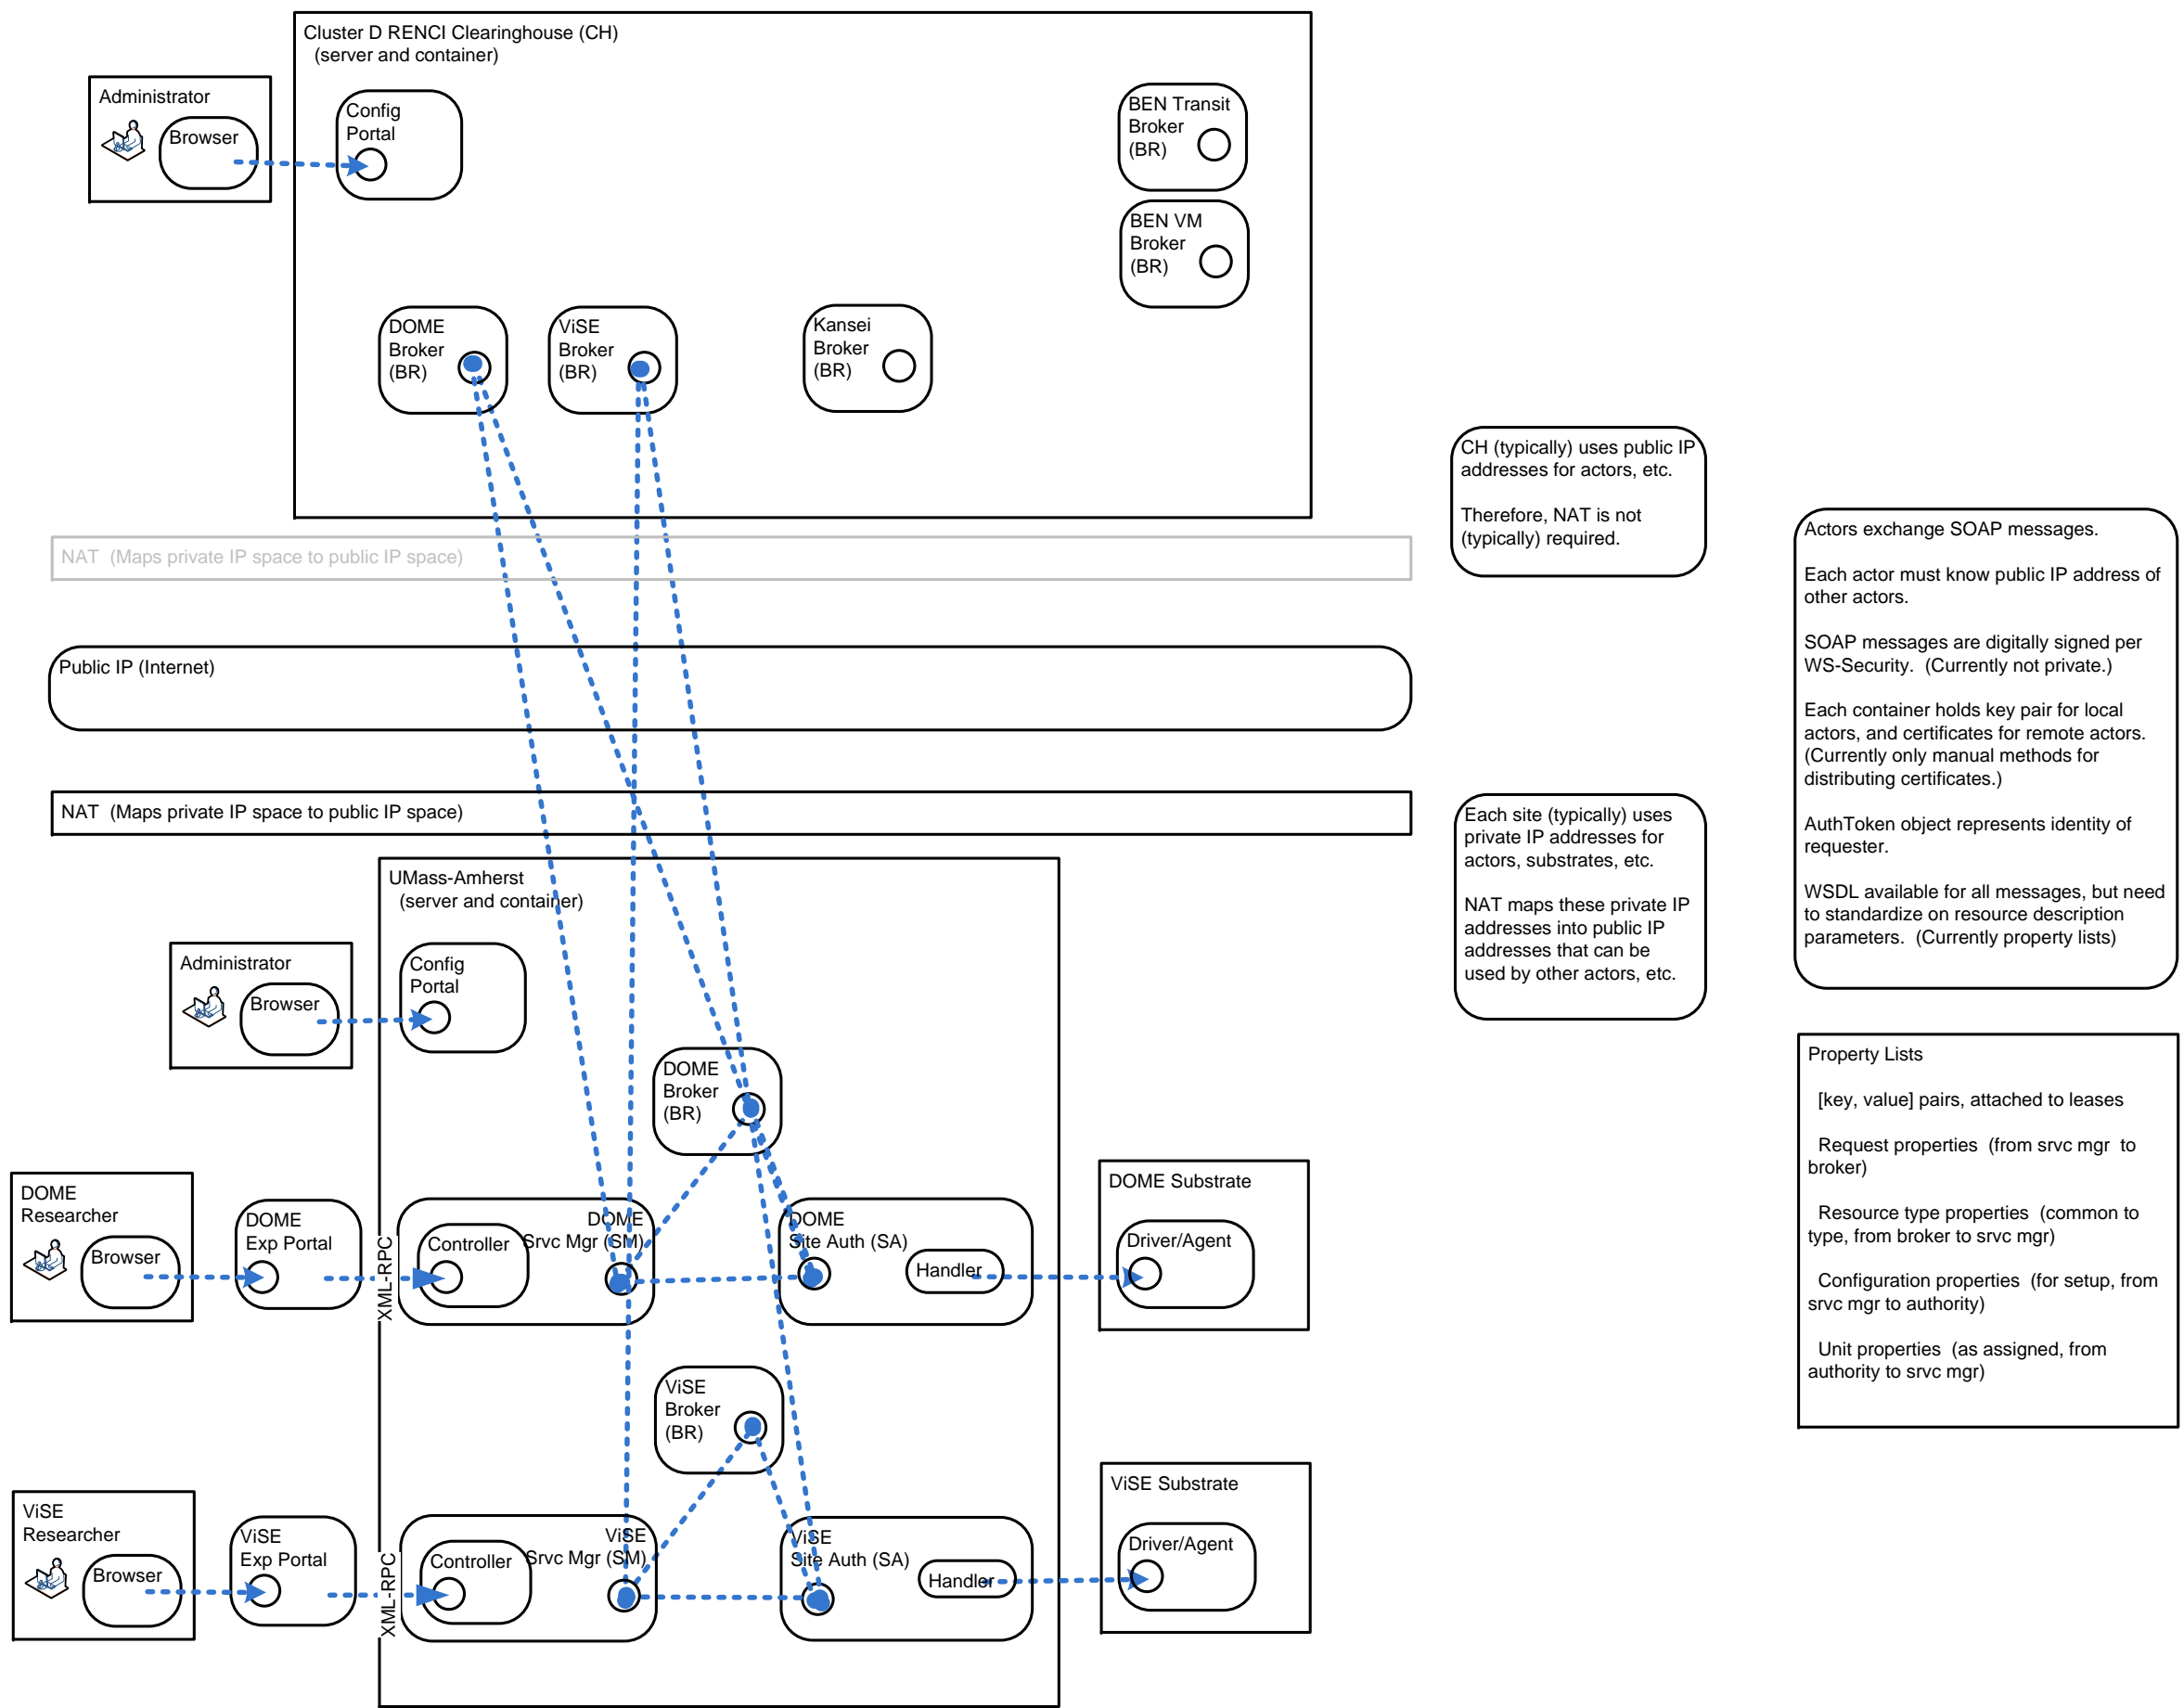 Cluster D RENCI Clearinghouse (CH)
(server and container)
Administrator
Browser
Config
Portal
BEN Transit
Broker
(BR)
BEN VM
Broker
(BR)
DOME
Broker
(BR)
ViSE
Broker
(BR)
Kansei
Broker
(BR)
CH (typically) uses public IP
addresses for actors, etc.
Therefore, NAT is not
(typically) required.
NAT (Maps private IP space to public IP space)
Public IP (Internet)
NAT (Maps private IP space to public IP space)
Actors exchange SOAP messages.
Each actor must know public IP address of
other actors.
SOAP messages are digitally signed per
WS-Security. (Currently not private.)
Each container holds key pair for local
actors, and certificates for remote actors.
(Currently only manual methods for
distributing certificates.)
AuthToken object represents identity of
requester.
WSDL available for all messages, but need
to standardize on resource description
parameters. (Currently property lists)
Each site (typically) uses
private IP addresses for
actors, substrates, etc.
NAT maps these private IP
addresses into public IP
addresses that can be
used by other actors, etc.
UMass-Amherst
(server and container)
Administrator
Browser
Config
Portal
DOME
Broker
(BR)
Property Lists
[key, value] pairs, attached to leases
Request properties (from srvc mgr to
broker)
Resource type properties (common to
type, from broker to srvc mgr)
Configuration properties (for setup, from
srvc mgr to authority)
Unit properties (as assigned, from
authority to srvc mgr)
DOME
Researcher
Browser
DOME
Exp Portal
XML-RPC
Controller
DOME
Srvc Mgr (SM)
DOME
Site Auth (SA)
Handler
DOME Substrate
Driver/Agent
ViSE
Broker
(BR)
ViSE
Researcher
Browser
ViSE
Exp Portal
XML-RPC
Controller
ViSE
Srvc Mgr (SM)
ViSE
Site Auth (SA)
Handler
ViSE Substrate
Driver/Agent